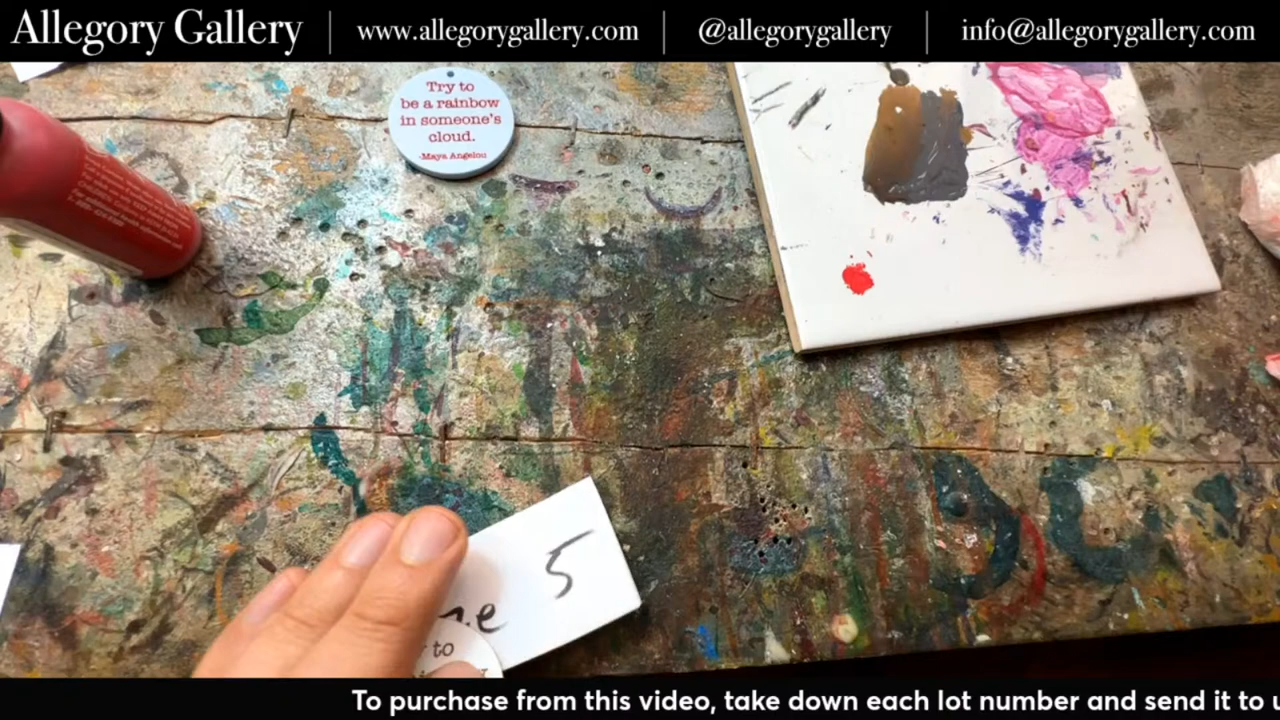 Allegory Gallery
www.allegorygallery.com
@allegorygallery
info@allegorygallery.com
Try to
be a rainbow
in someone's
cloud.
-Maya Angelou
5
to
To purchase from this video, take down each lot number and send it to